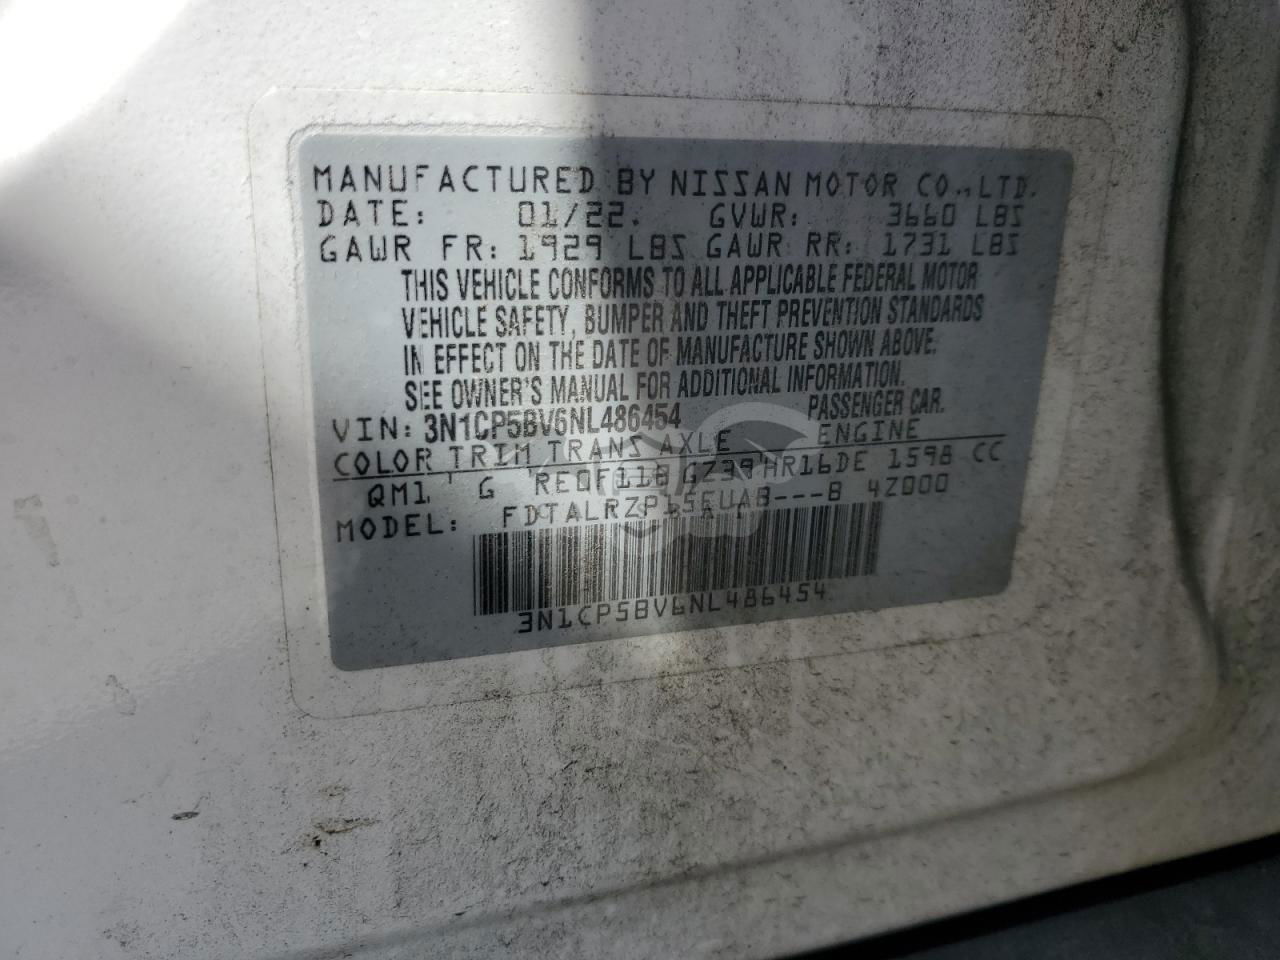 MANUFACTURED BY NISSAN MOTOR CO.,LTD.
DATE: 01/22. GVWR: 3660 LBS
GAWR FR: 1929 LBS GAWR RR: 1731 LBS
THIS VEHICLE CONFORMS TO ALL APPLICABLE FEDERAL MOTOR
VEHICLE SAFETY, BUMPER AND THEFT PREVENTION STANDARDS
IN EFFECT ON THE DATE OF MANUFACTURE SHOWN ABOVE.
SEE OWNER'S MANUAL FOR ADDITIONAL INFORMATION.
VIN: 3N1CP5BV6NL486454 PASSENGER CAR.
COLOR TRIM TRANS AXLE ENGINE
QM1 G RE0F11B GZ39 HR16DE 1598 CC
MODEL: FDTALRZP15EUAB---B 4Z000
3N1CP5BV6NL486454